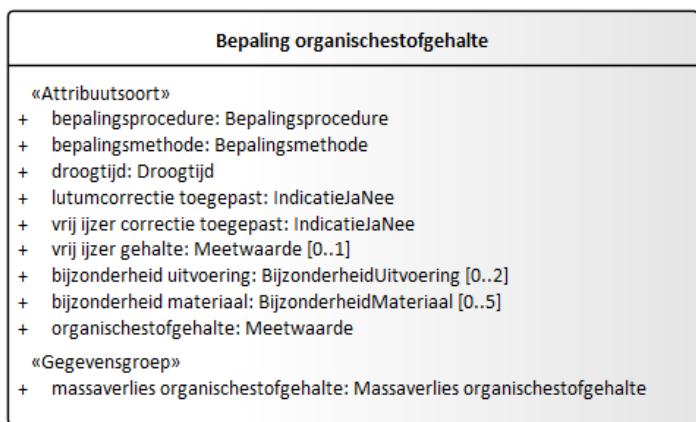 Bepaling organischestofgehalte
«Attribuutsoort»
+ bepalingsprocedure: Bepalingsprocedure
+ bepalingsmethode: Bepalingsmethode
+ droogtijd: Droogtijd
+ lutumcorrectie toegepast: IndicatieJaNee
+ vrij ijzer correctie toegepast: IndicatieJaNee
+ vrij ijzer gehalte: Meetwaarde [0..1]
+ bijzonderheid uitvoering: BijzonderheidUitvoering [0..2]
+ bijzonderheid materiaal: BijzonderheidMateriaal [0..5]
+ organischestofgehalte: Meetwaarde
«Gegevensgroep»
+ massaverlies organischestofgehalte: Massaverlies organischestofgehalte